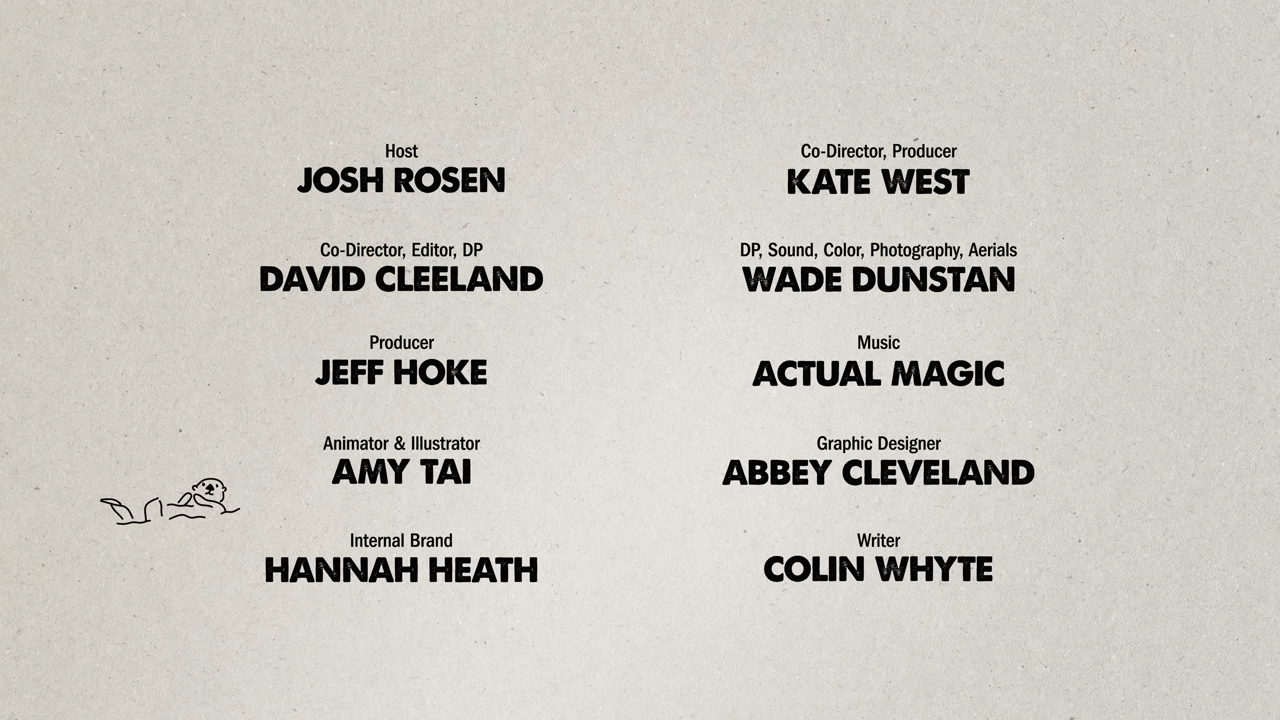 Host
JOSH ROSEN
Co-Director, Producer
KATE WEST
Co-Director, Editor, DP
DAVID CLEELAND
DP, Sound, Color, Photography, Aerials
WADE DUNSTAN
Producer
JEFF HOKE
Music
ACTUAL MAGIC
Animator & Illustrator
AMY TAI
Graphic Designer
ABBEY CLEVELAND
Internal Brand
HANNAH HEATH
Writer
COLIN WHYTE